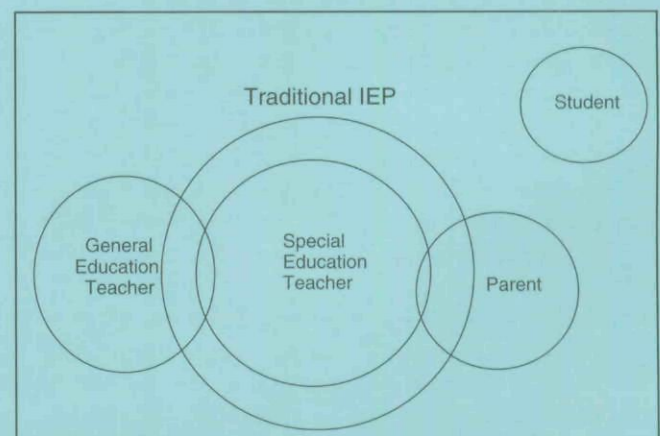 Traditional IEP
Student
General
Education
Teacher
Special
Education
Teacher
Parent